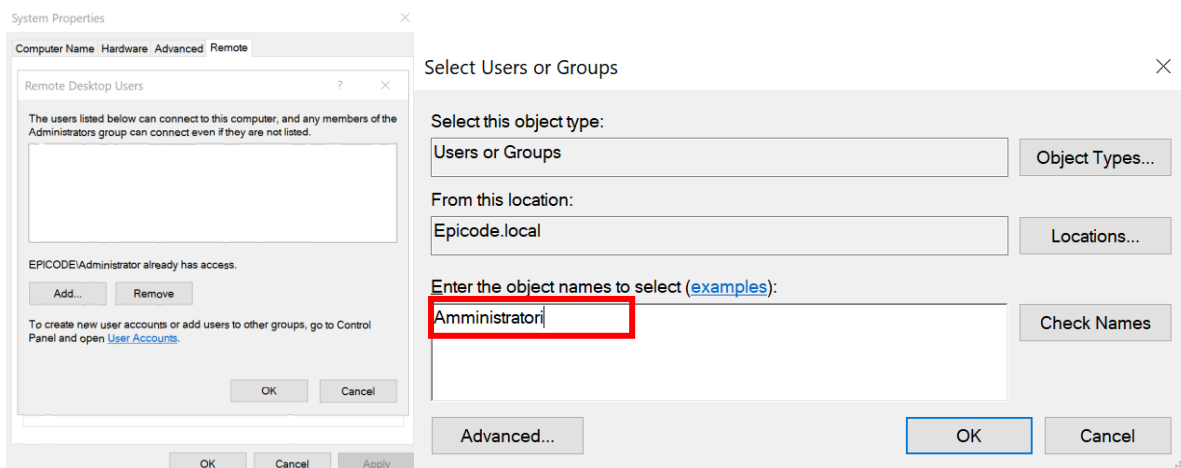 System Properties
Computer Name Hardware Advanced Remote
Remote Desktop Users
?
The users listed below can connect to this computer, and any members of the
Administrators group can connect even if they are not listed.
EPICODE\Administrator already has access.
Add... Remove
To create new user accounts or add users to other groups, go to Control
Panel and open User Accounts.
OK Cancel
OK Cancel Apply
Select Users or Groups
Select this object type:
Users or Groups
Object Types...
From this location:
Epicode.local
Locations...
Enter the object names to select (examples):
Amministratori
Check Names
Advanced...
OK Cancel